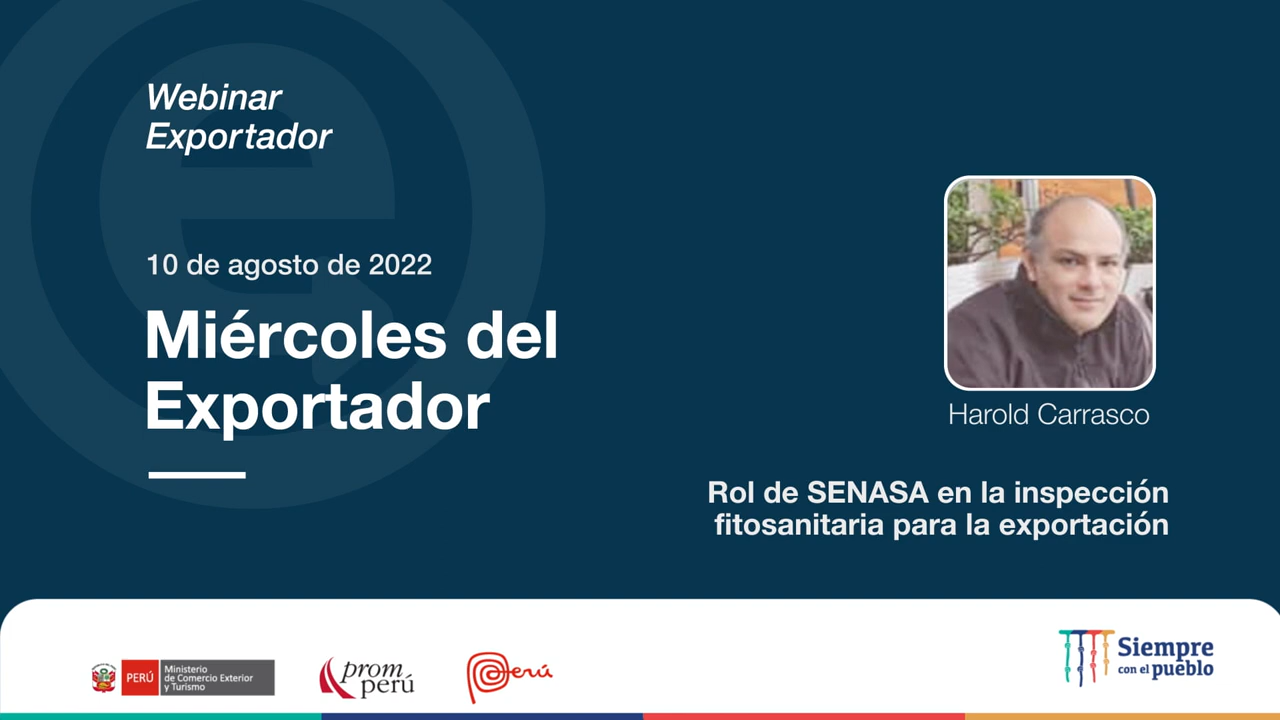 Webinar
Exportador
10 de agosto de 2022
Miércoles del
Exportador
Harold Carrasco
Rol de SENASA en la inspección
fitosanitaria para la exportación
PERÚ
Ministerio
de Comercio Exterior
y Turismo
prom
perú
Perú
Siempre
con el pueblo